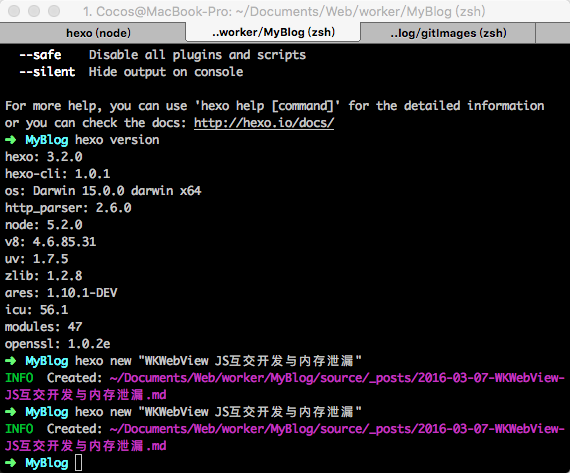 1. Cocos@MacBook-Pro: ~/Documents/Web/worker/MyBlog (zsh)
hexo (node)
..worker/MyBlog (zsh)
..log/gitImages (zsh)
--safe Disable all plugins and scripts
--silent Hide output on console
For more help, you can use 'hexo help [command]' for the detailed information
or you can check the docs: http://hexo.io/docs/
➜ MyBlog hexo version
hexo: 3.2.0
hexo-cli: 1.0.1
os: Darwin 15.0.0 darwin x64
http_parser: 2.6.0
node: 5.2.0
v8: 4.6.85.31
uv: 1.7.5
zlib: 1.2.8
ares: 1.10.1-DEV
icu: 56.1
modules: 47
openssl: 1.0.2e
➜ MyBlog hexo new "WKWebView JS互交开发与内存泄漏"
INFO Created: ~/Documents/Web/worker/MyBlog/source/_posts/2016-03-07-WKWebView-
JS互交开发与内存泄漏.md
➜ MyBlog hexo new "WKWebView JS互交开发与内存泄漏"
INFO Created: ~/Documents/Web/worker/MyBlog/source/_posts/2016-03-07-WKWebView-
JS互交开发与内存泄漏.md
➜ MyBlog